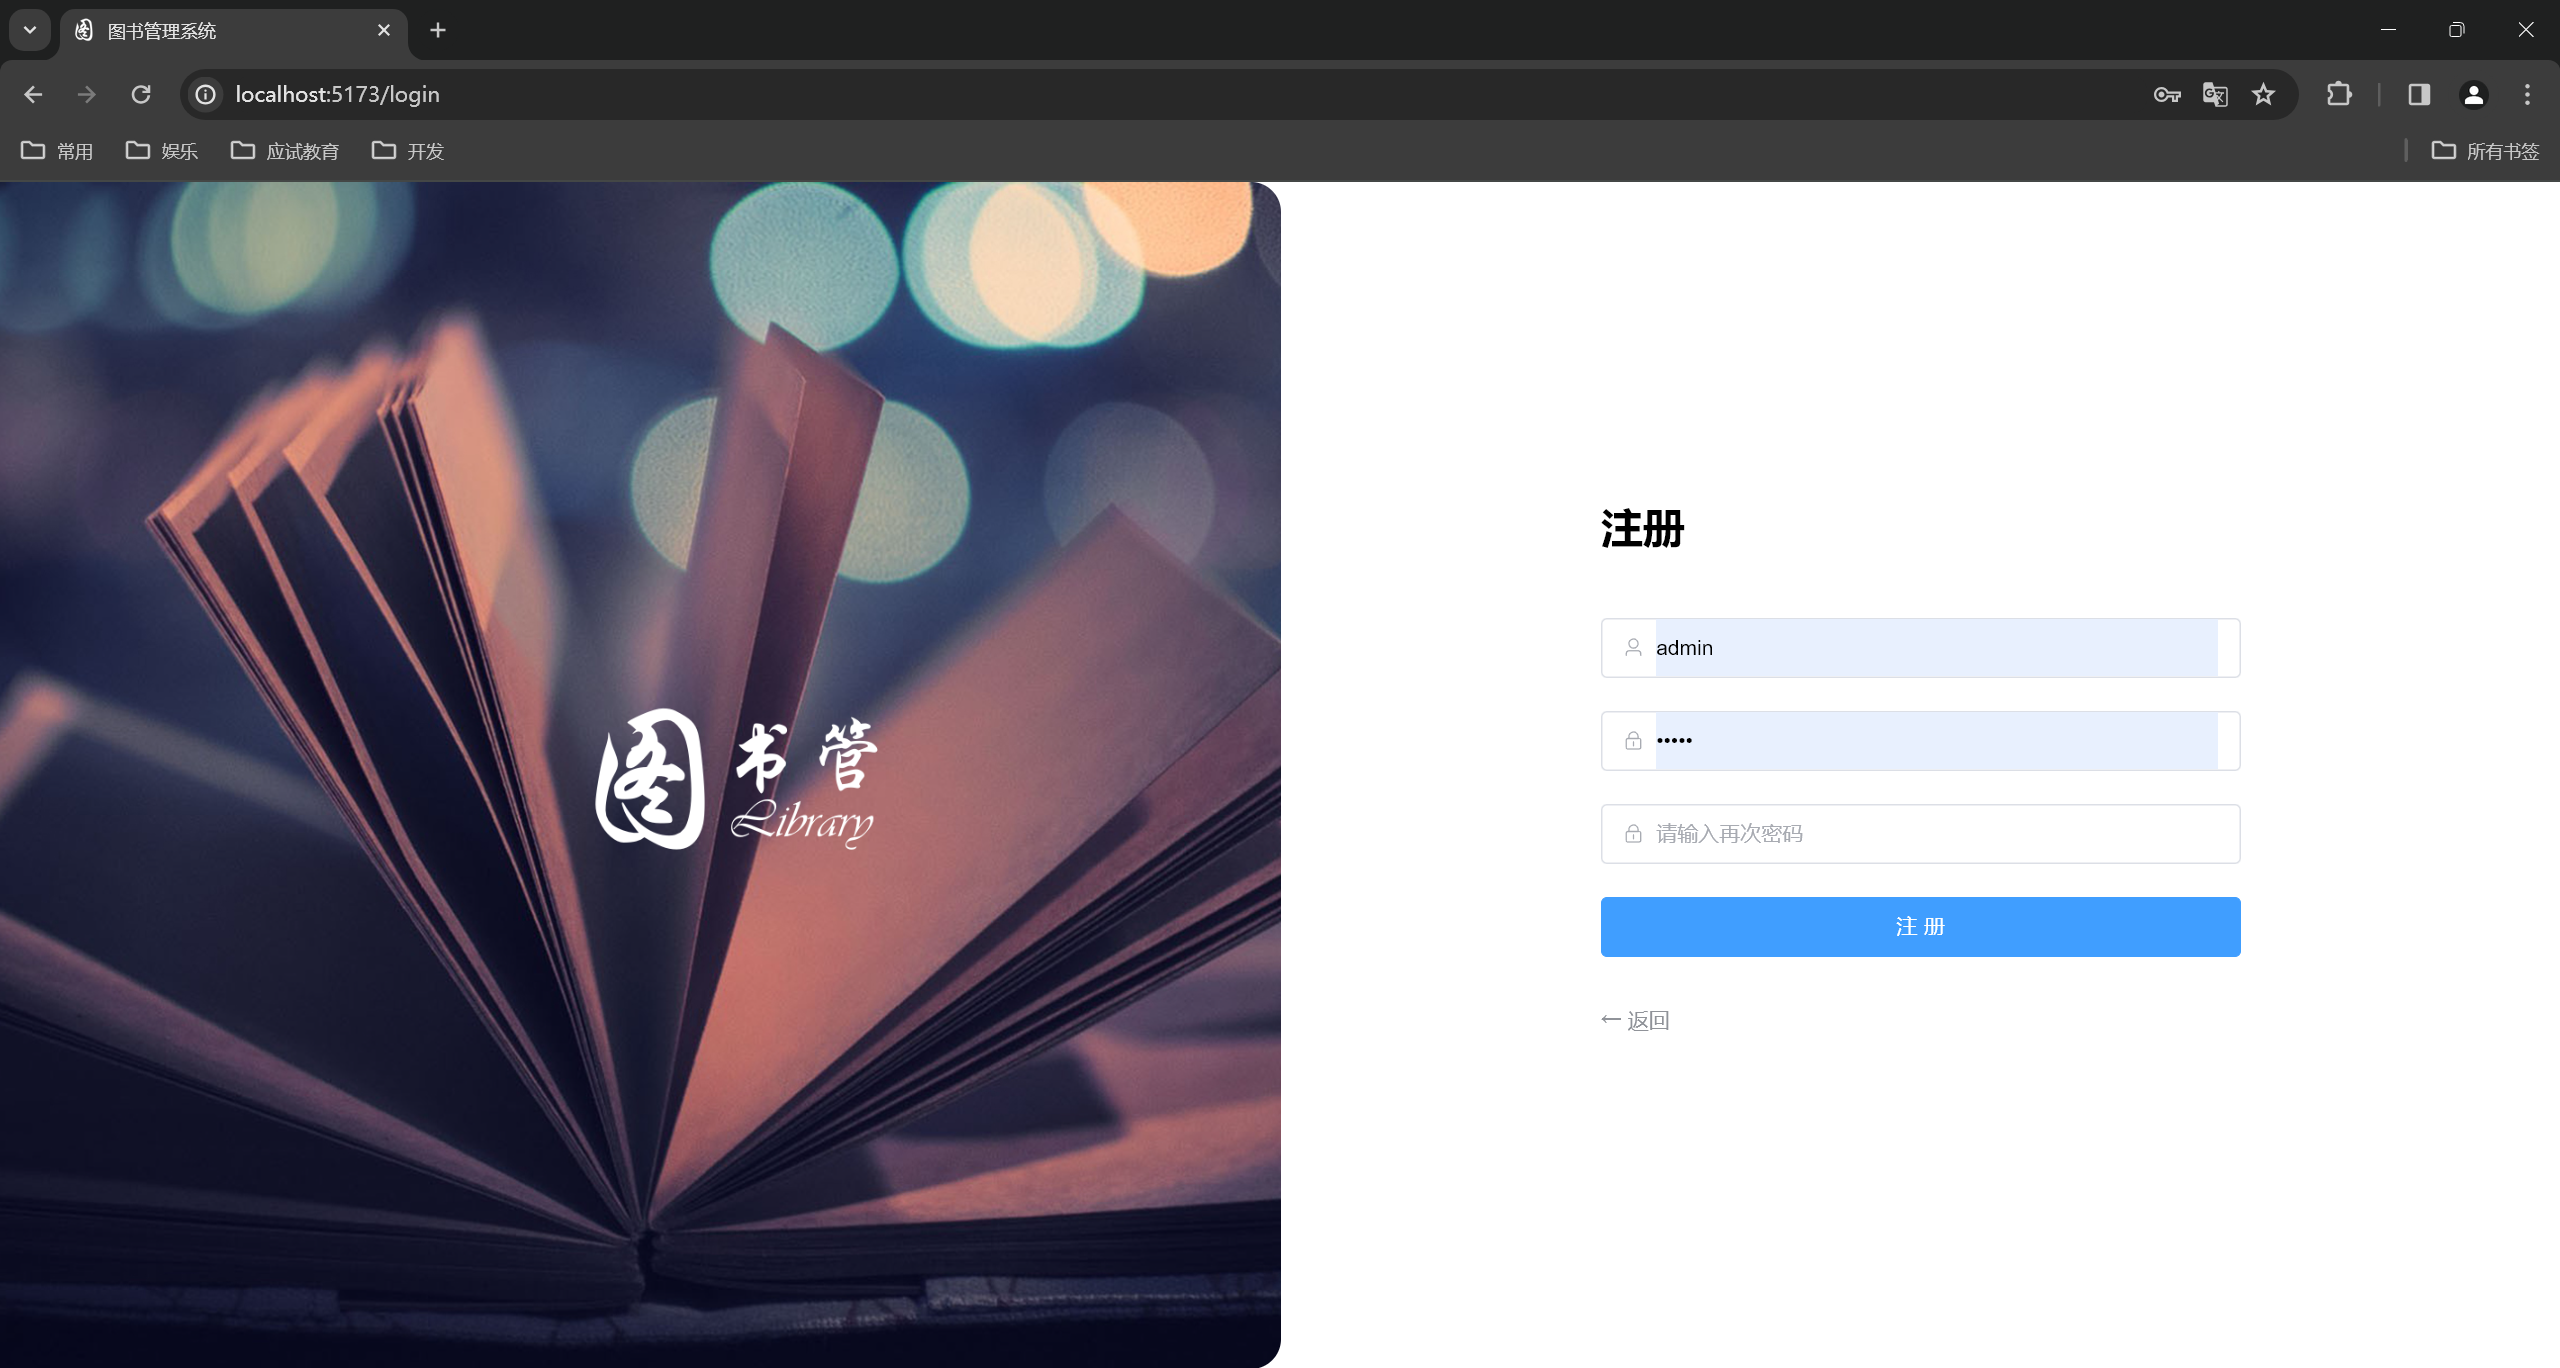 图书管理系统
localhost:5173/login
常用
娱乐
应试教育
开发
所有书签
图书管
Library
注册
admin
•••••
请输入再次密码
注 册
← 返回